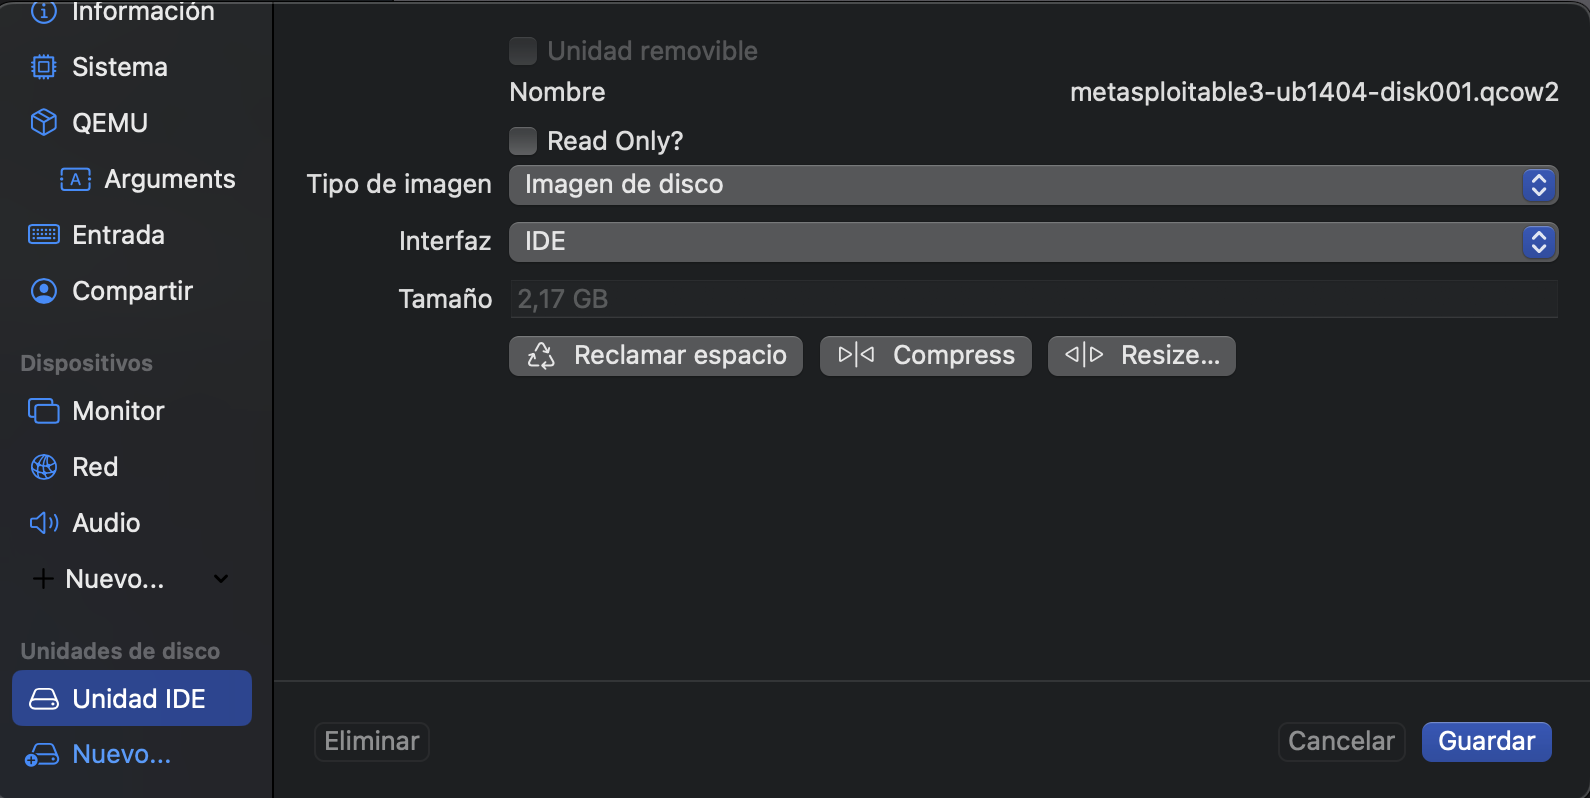 Información
Sistema
QEMU
Arguments
Entrada
Compartir
Dispositivos
Monitor
Red
Audio
Nuevo...
Unidades de disco
Unidad IDE
Nuevo...
Unidad removible
Nombre metasploitable3-ub1404-disk001.qcow2
Read Only?
Tipo de imagen Imagen de disco
Interfaz IDE
Tamaño 2,17 GB
Reclamar espacio Compress Resize...
Eliminar Cancelar Guardar